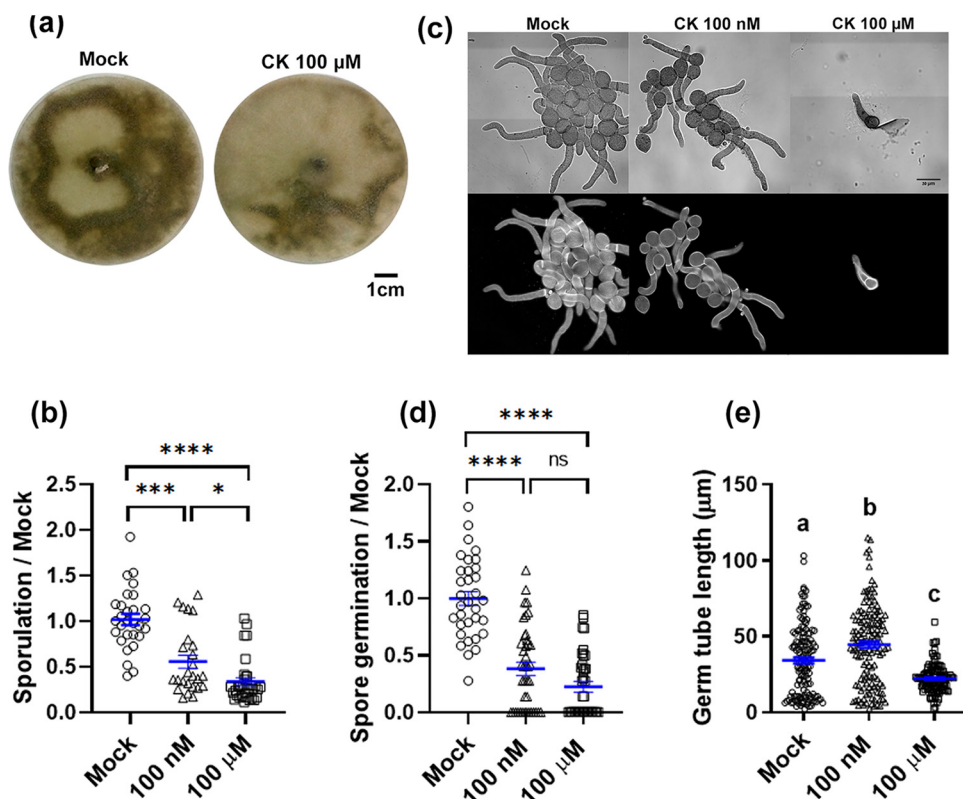 (a)
Mock
CK 100 µM
1cm
(c)
Mock
CK 100 nM
CK 100 µM
20 µm
(b)
****
***
*
Sporulation / Mock
2.5
2.0
1.5
1.0
0.5
0.0
Mock
100 nM
100 µM
(d)
****
****
ns
Spore germination / Mock
2.0
1.5
1.0
0.5
0.0
Mock
100 nM
100 µM
(e)
Germ tube length (µm)
150
100
50
0
a
b
c
Mock
100 nM
100 µM